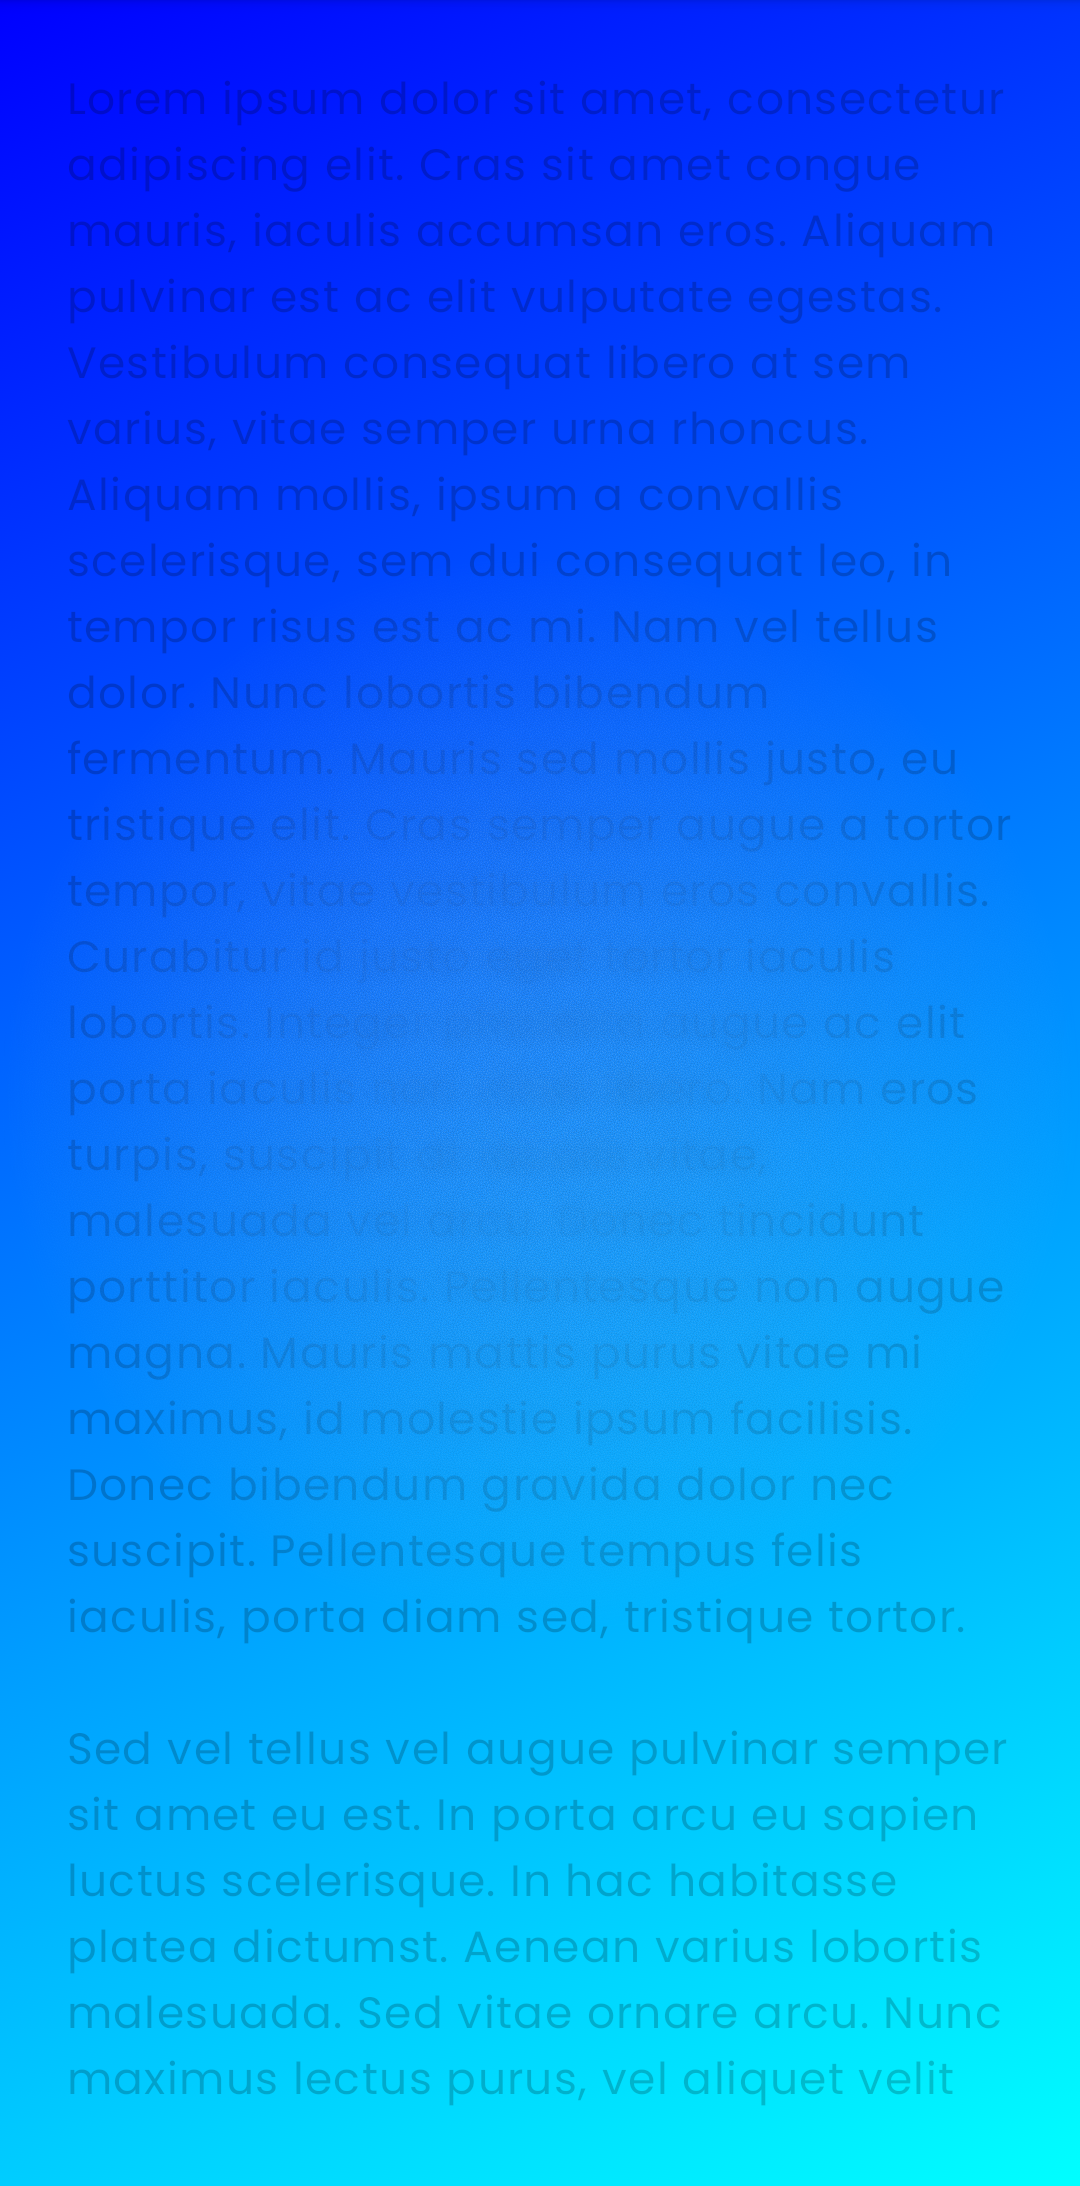 Lorem ipsum dolor sit amet, consectetur
adipiscing elit. Cras sit amet congue
mauris, iaculis accumsan eros. Aliquam
pulvinar est ac elit vulputate egestas.
Vestibulum consequat libero at sem
varius, vitae semper urna rhoncus.
Aliquam mollis, ipsum a convallis
scelerisque, sem dui consequat leo, in
tempor risus est ac mi. Nam vel tellus
dolor. Nunc lobortis bibendum
fermentum. Mauris sed mollis justo, eu
tristique elit. Cras semper augue a tortor
tempor, vitae vestibulum eros convallis.
Curabitur id justo eget tortor iaculis
lobortis. Integer a augue ac elit
porta iaculis non libero. Nam eros
turpis, suscipit vitae,
malesuada vel arcu. Donec tincidunt
porttitor iaculis. Pellentesque non augue
magna. Mauris mattis purus vitae mi
maximus, id molestie ipsum facilisis.
Donec bibendum gravida dolor nec
suscipit. Pellentesque tempus felis
iaculis, porta diam sed, tristique tortor.
Sed vel tellus vel augue pulvinar semper
sit amet eu est. In porta arcu eu sapien
luctus scelerisque. In hac habitasse
platea dictumst. Aenean varius lobortis
malesuada. Sed vitae ornare arcu. Nunc
maximus lectus purus, vel aliquet velit